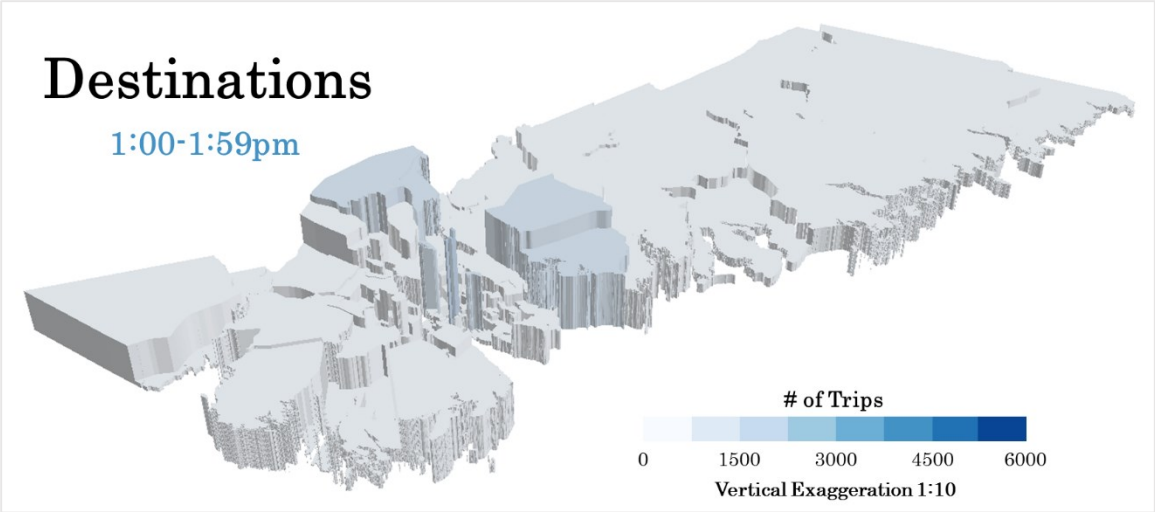 Destinations
1:00-1:59pm
# of Trips
0 1500 3000 4500 6000
Vertical Exaggeration 1:10